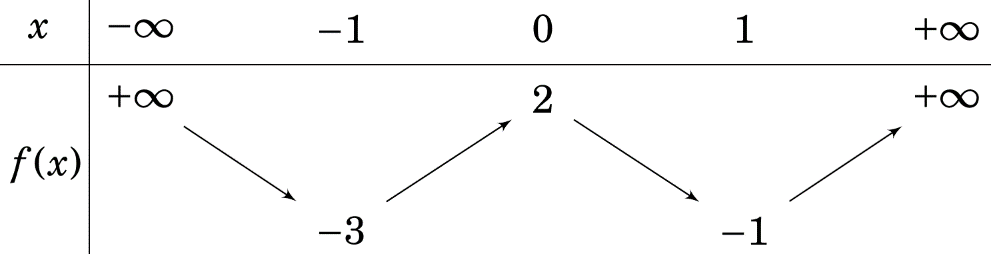 x −∞ −1 0 1 +∞
+∞ 2 +∞
f(x)
−3 −1